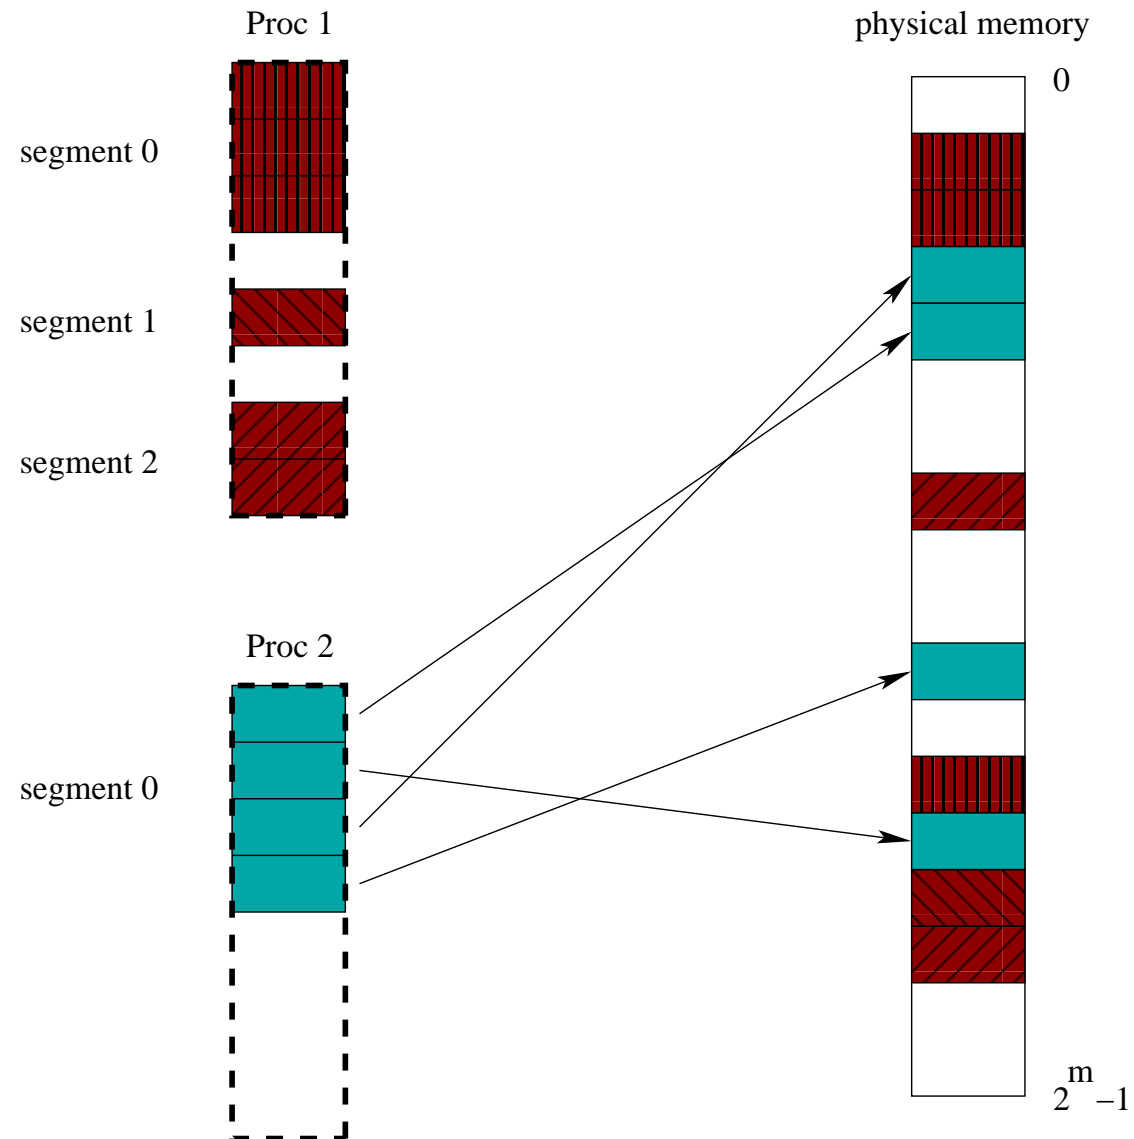 Proc 1
physical memory
0
segment 0
segment 1
segment 2
Proc 2
segment 0
m
2 −1